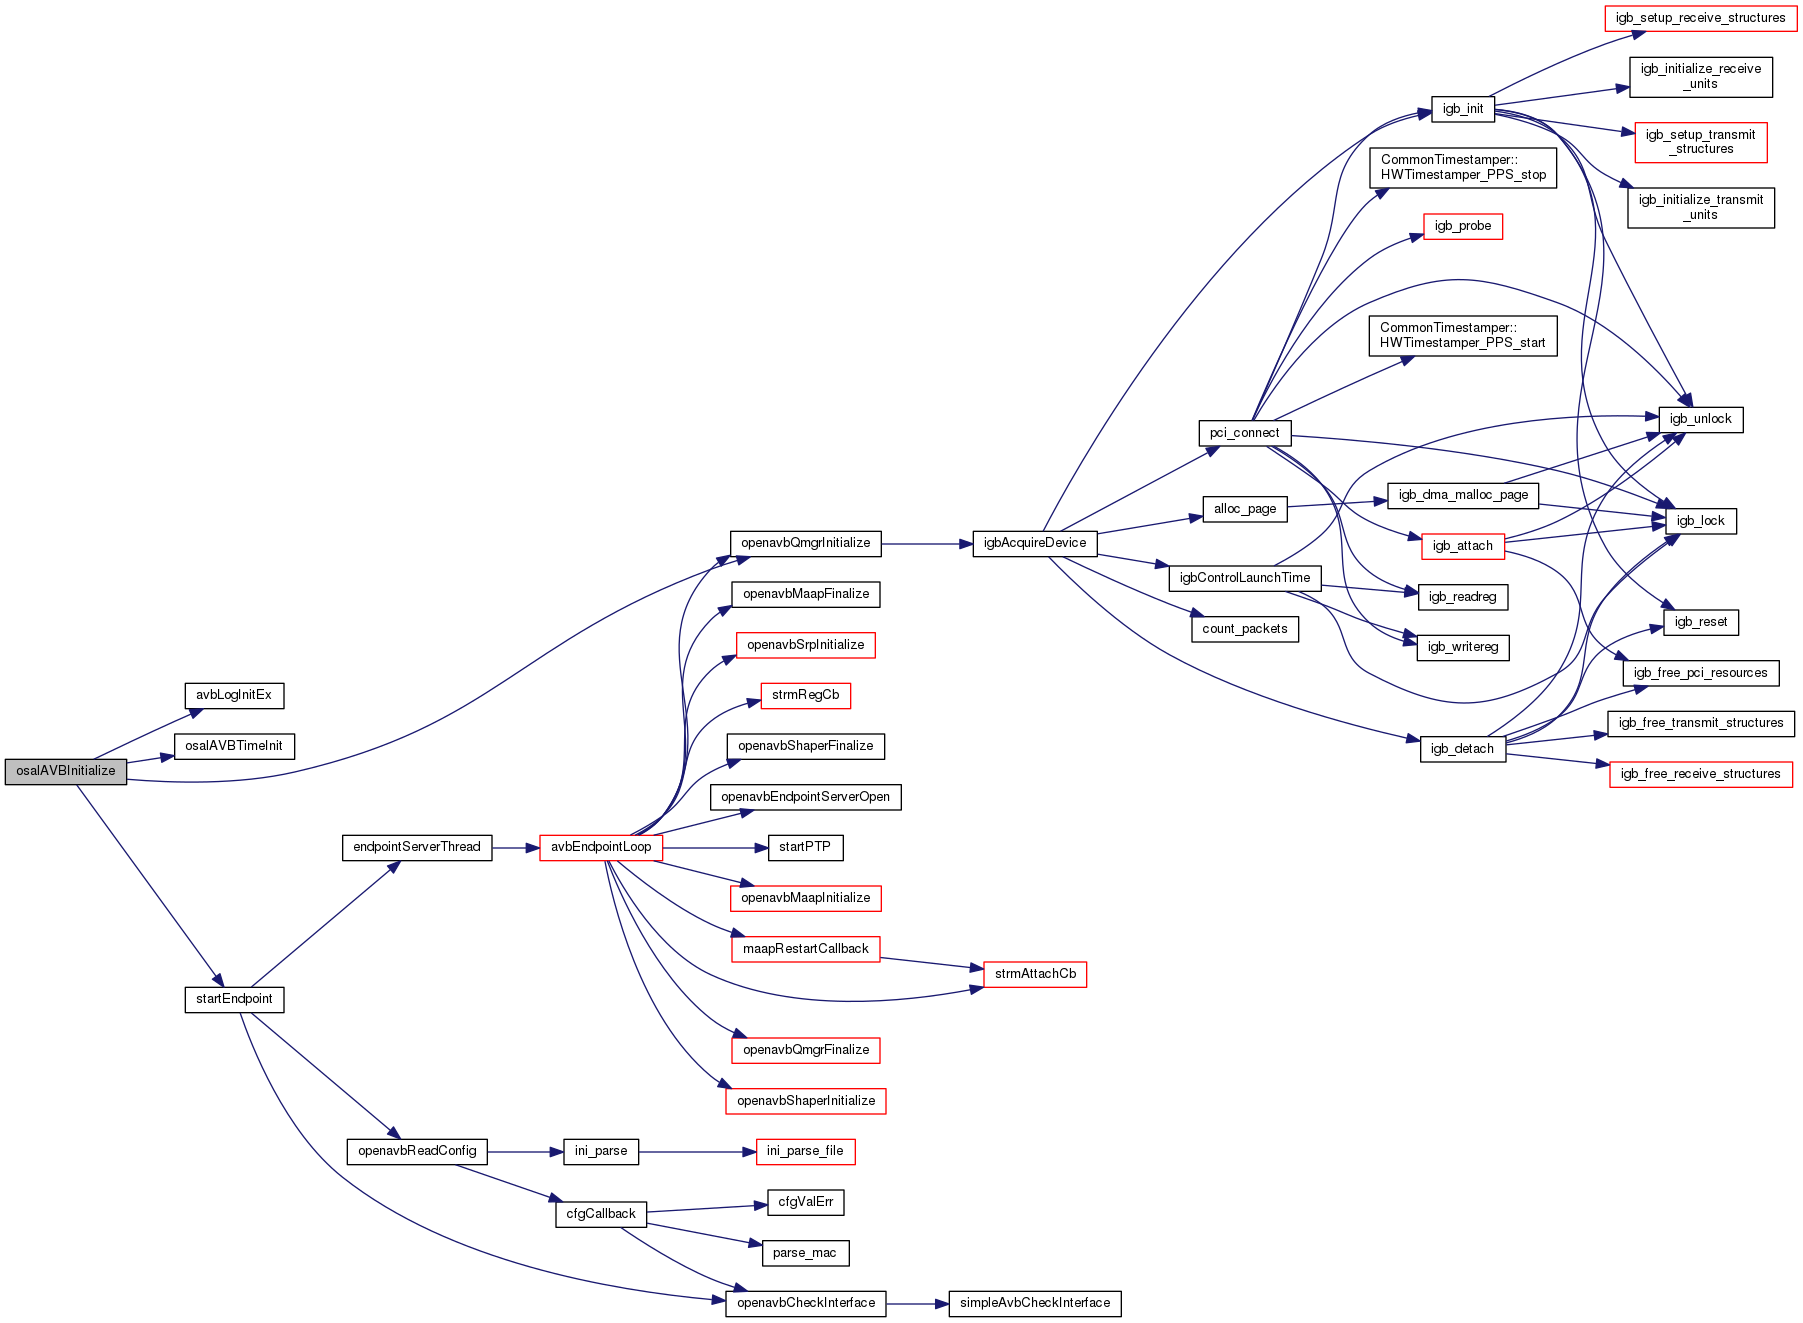 osalAVBInitialize
avbLogInitEx
osalAVBTimeInit
startEndpoint
endpointServerThread
openavbReadConfig
avbEndpointLoop
ini_parse
cfgCallback
openavbQmgrInitialize
openavbMaapFinalize
openavbSrpInitialize
strmRegCb
openavbShaperFinalize
openavbEndpointServerOpen
startPTP
openavbMaapInitialize
maapRestartCallback
openavbQmgrFinalize
openavbShaperInitialize
ini_parse_file
cfgValErr
parse_mac
openavbCheckInterface
igbAcquireDevice
strmAttachCb
simpleAvbCheckInterface
pci_connect
alloc_page
igbControlLaunchTime
count_packets
igb_init
CommonTimestamper::
HWTimestamper_PPS_stop
igb_probe
CommonTimestamper::
HWTimestamper_PPS_start
igb_dma_malloc_page
igb_attach
igb_readreg
igb_writereg
igb_detach
igb_setup_receive_structures
igb_initialize_receive
_units
igb_setup_transmit
_structures
igb_initialize_transmit
_units
igb_unlock
igb_lock
igb_reset
igb_free_pci_resources
igb_free_transmit_structures
igb_free_receive_structures